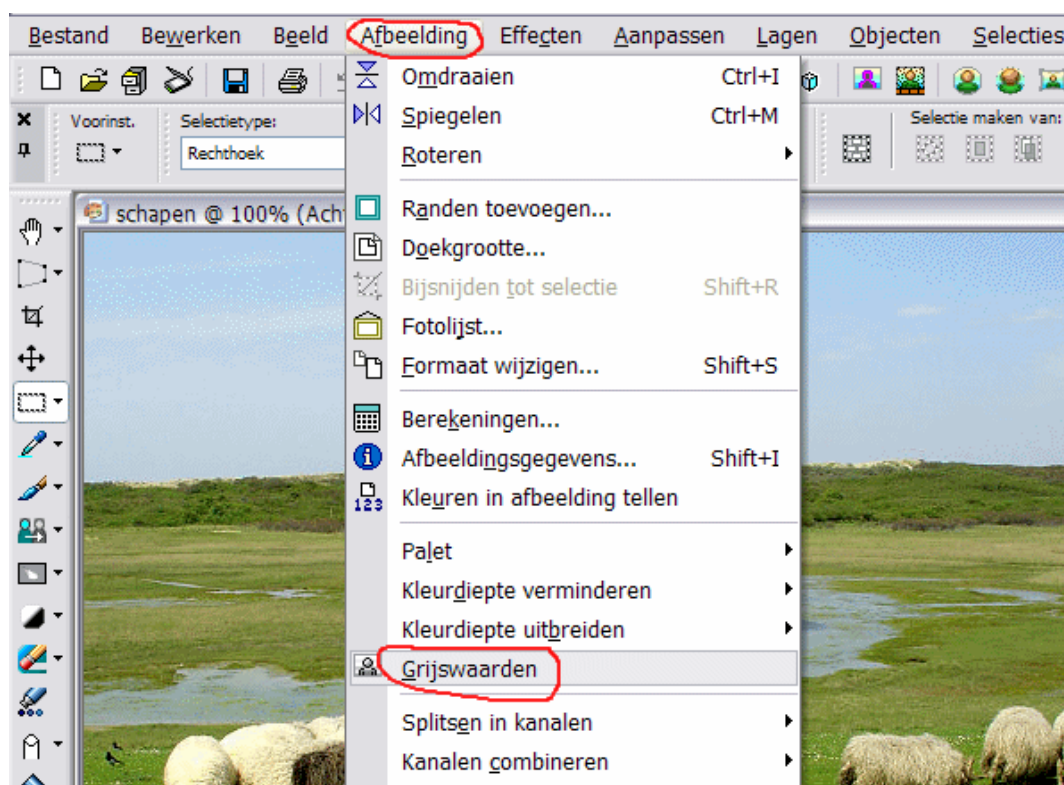 Bestand Bewerken Beeld Afbeelding Effecten Aanpassen Lagen Objecten Selecties
Voorinst. Selectietype: Selectie maken van:
Rechthoek
schapen @ 100% (Ach
Omdraaien Ctrl+I
Spiegelen Ctrl+M
Roteren
Randen toevoegen...
Doekgrootte...
Bijsnijden tot selectie Shift+R
Fotolijst...
Formaat wijzigen... Shift+S
Berekeningen...
Afbeeldingsgegevens... Shift+I
123 Kleuren in afbeelding tellen
Palet
Kleurdiepte verminderen
Kleurdiepte uitbreiden
Grijswaarden
Splitsen in kanalen
Kanalen combineren